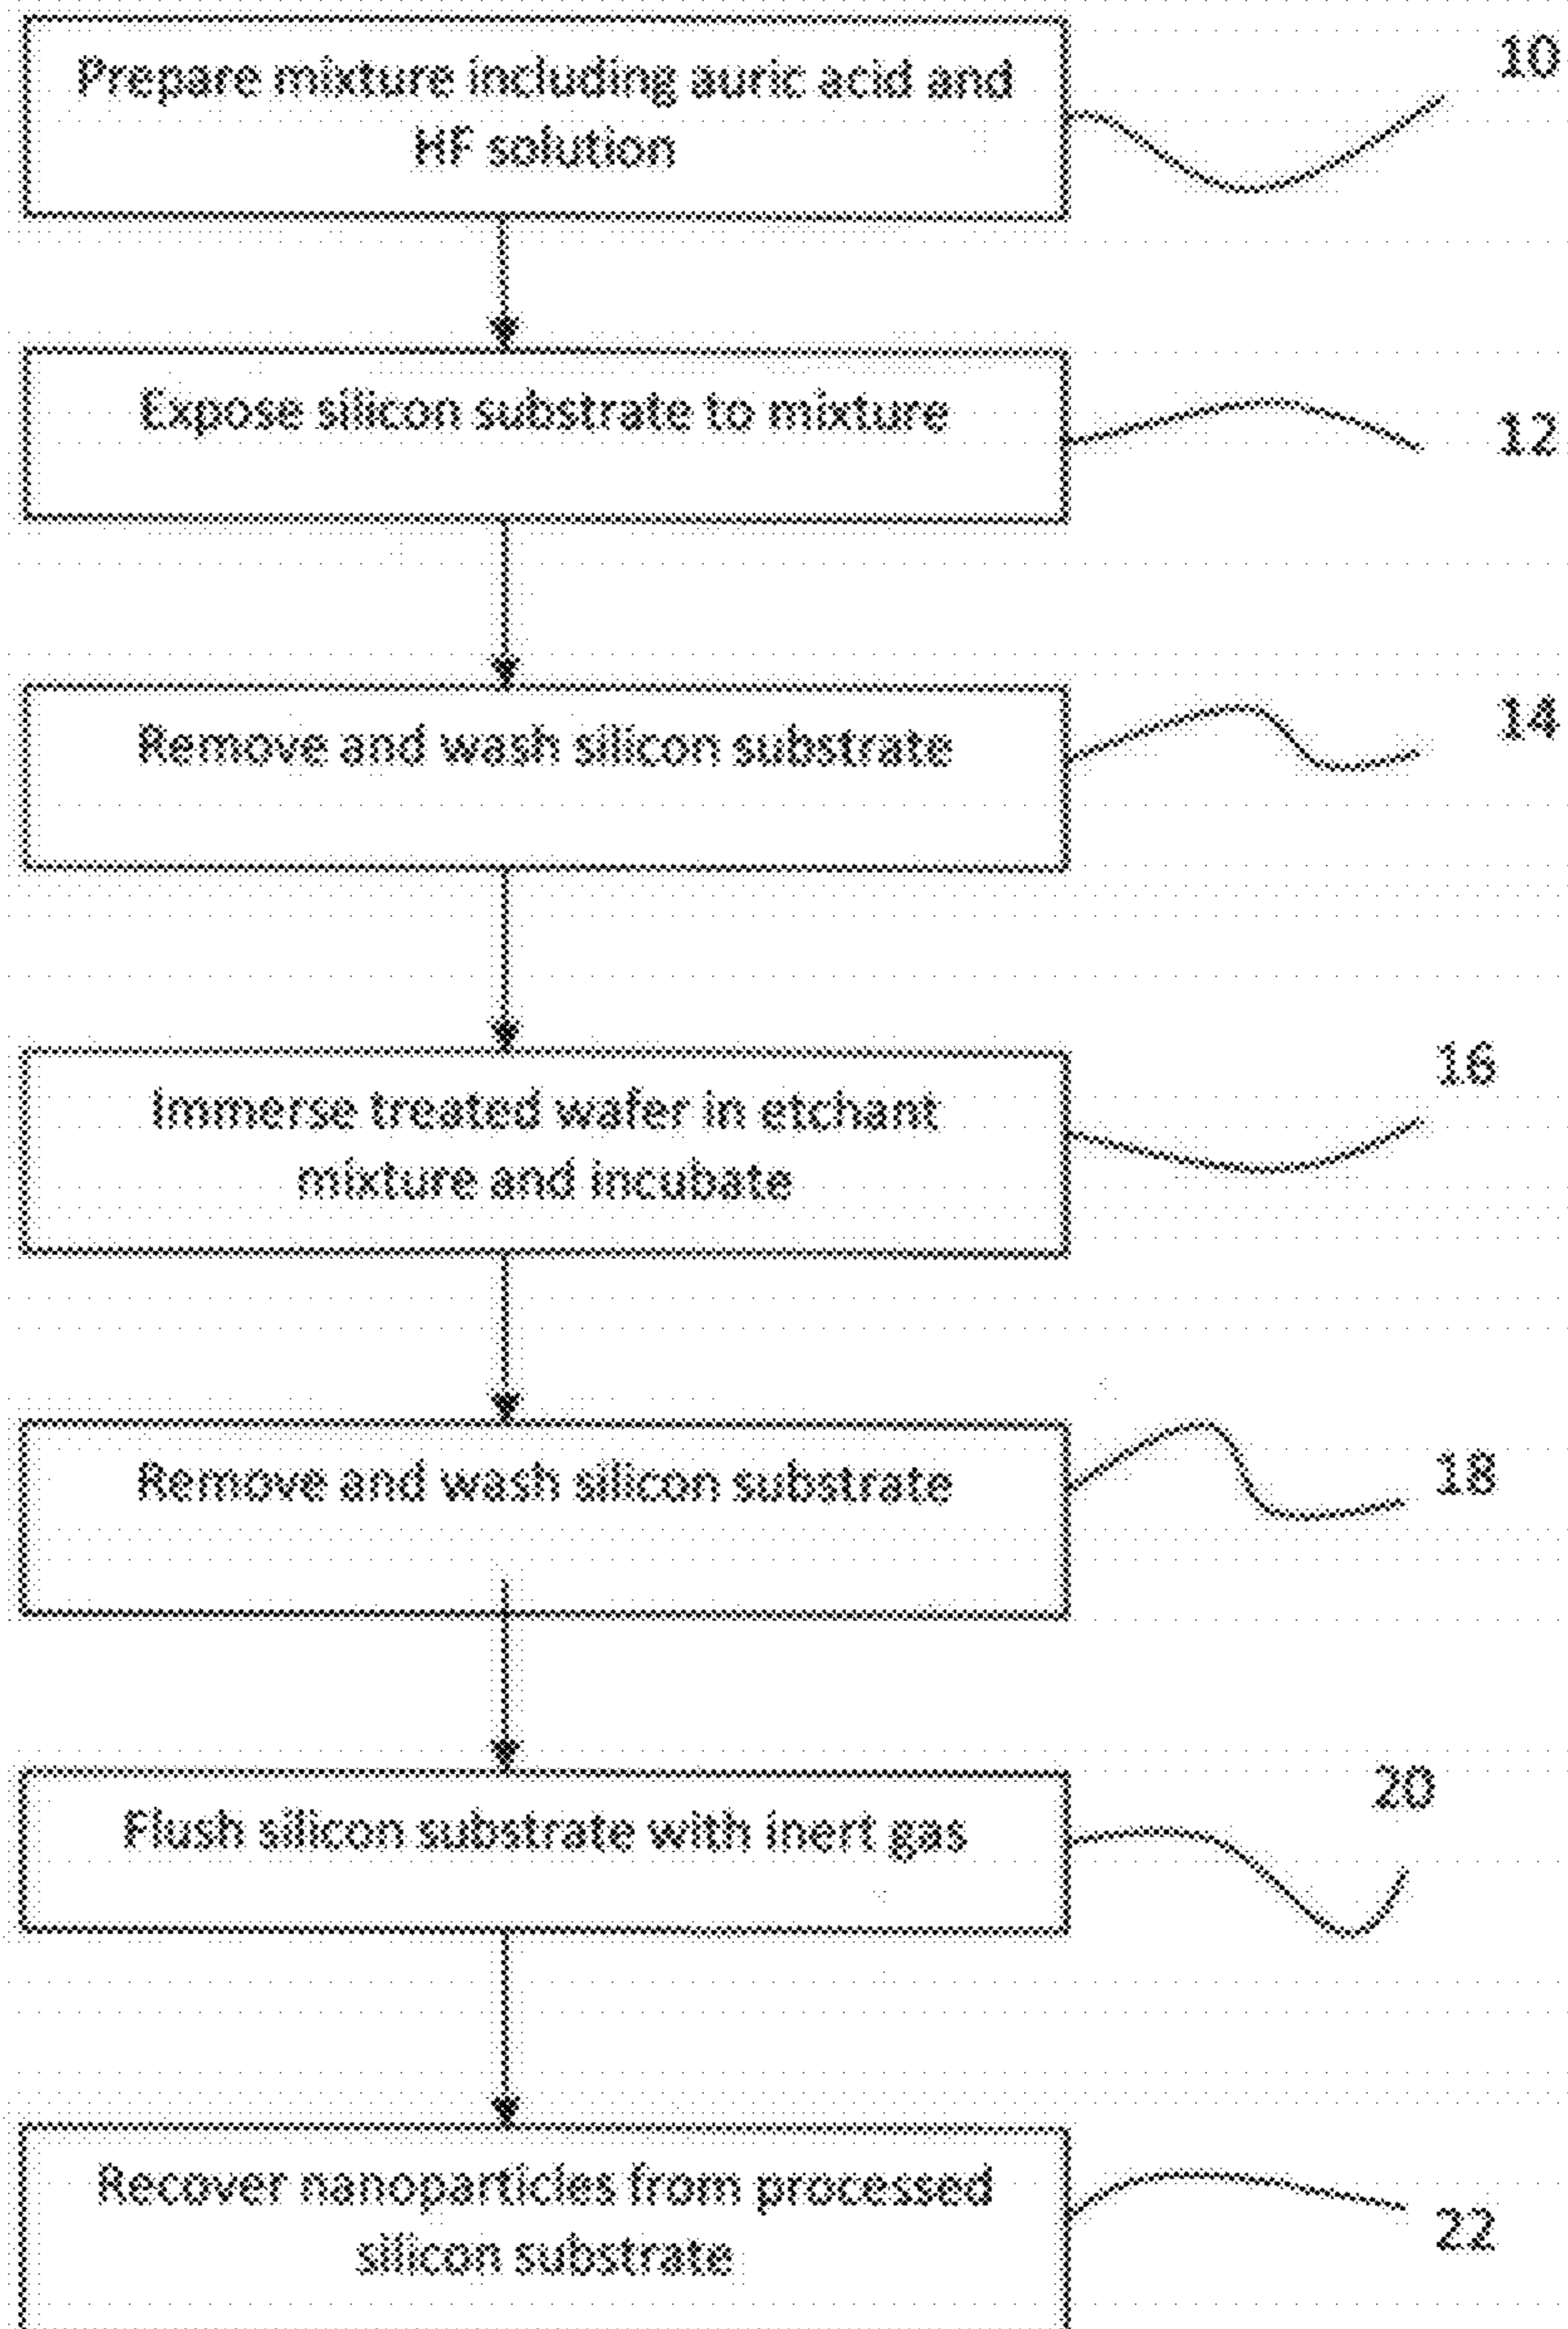 10
Prepare mixture including auric acid and
HF solution
Expose silicon substrate to mixture
12
14
Remove and wash silicon substrate
16
Immerse treated wafer in etchant
mixture and incubate
Remove and wash silicon substrate
18
20
Flush silicon substrate with inert gas
Recover nanoparticles from processed
silicon substrate
22